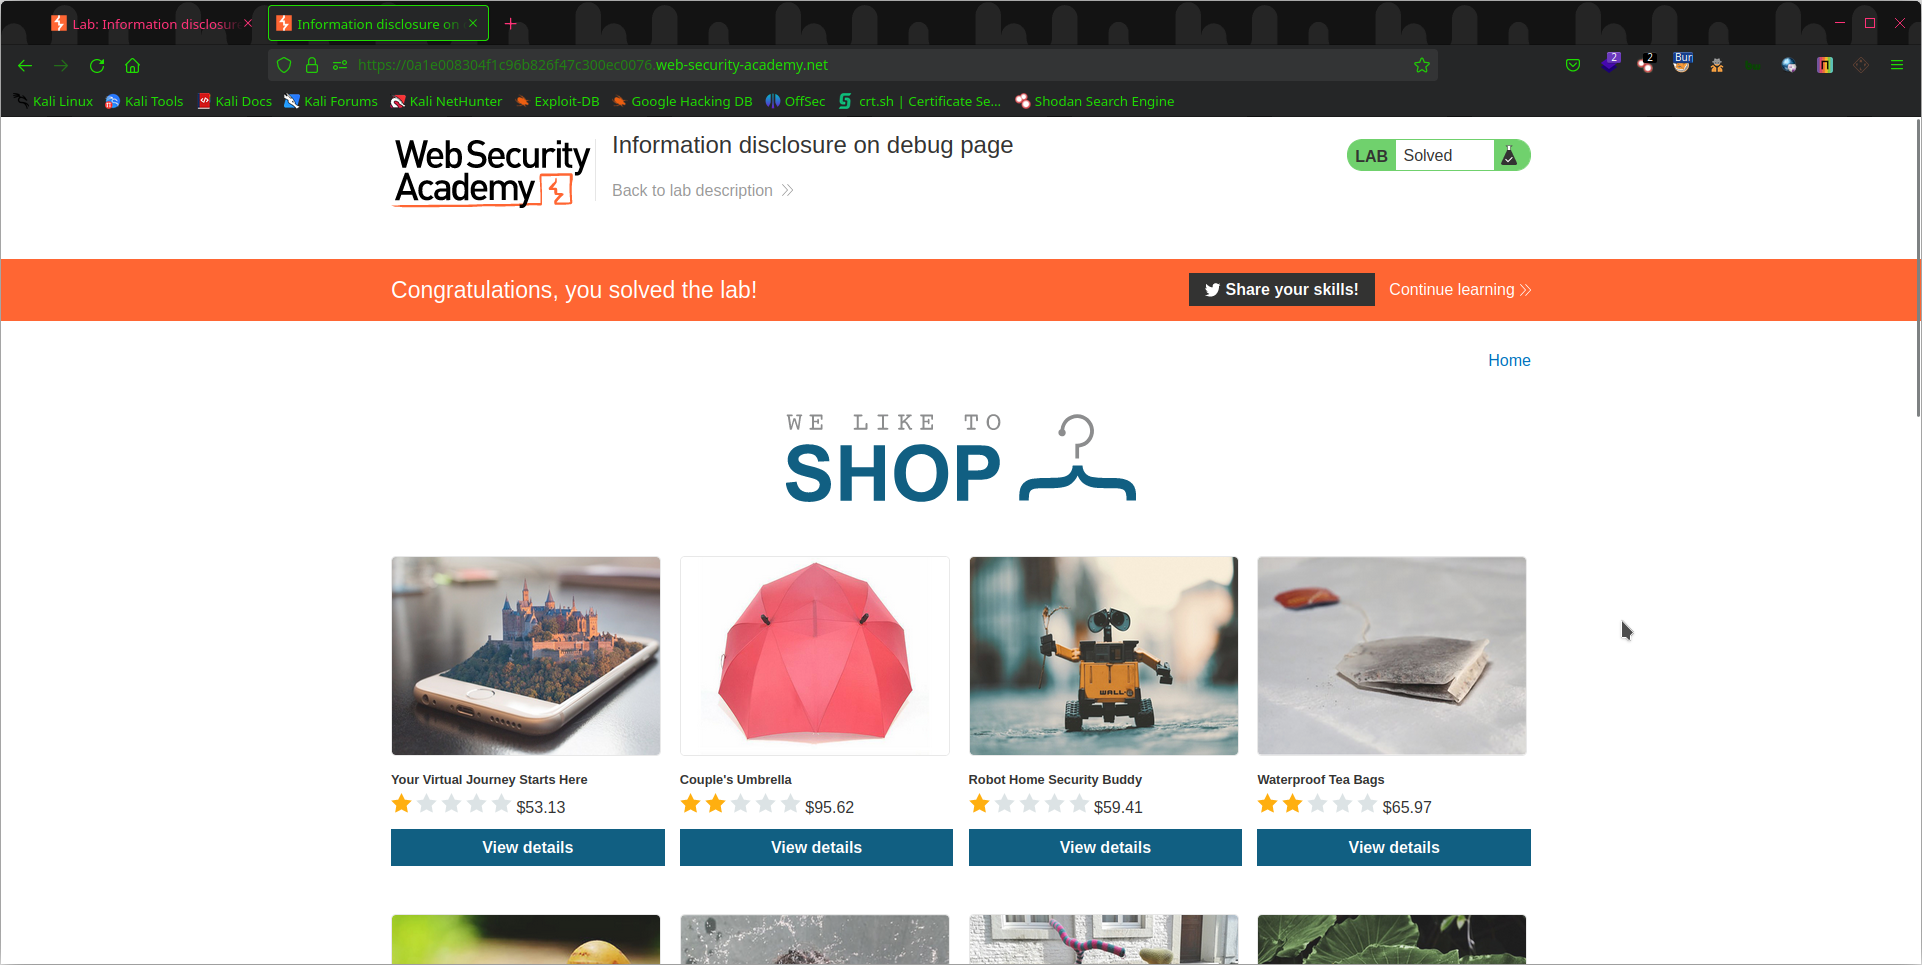 Lab: Information disclosur
Information disclosure on
https://0a1e008304f1c96b826f47c300ec0076.web-security-academy.net
2
2
Bur
Kali Linux
Kali Tools
Kali Docs
Kali Forums
Kali NetHunter
Exploit-DB
Google Hacking DB
OffSec
crt.sh | Certificate Se...
Shodan Search Engine
Web Security
Academy
Information disclosure on debug page
Back to lab description
LAB Solved
Congratulations, you solved the lab!
Share your skills!
Continue learning
Home
WE LIKE TO
SHOP
WALL-E
Your Virtual Journey Starts Here
$53.13
View details
Couple's Umbrella
$95.62
View details
Robot Home Security Buddy
$59.41
View details
Waterproof Tea Bags
$65.97
View details